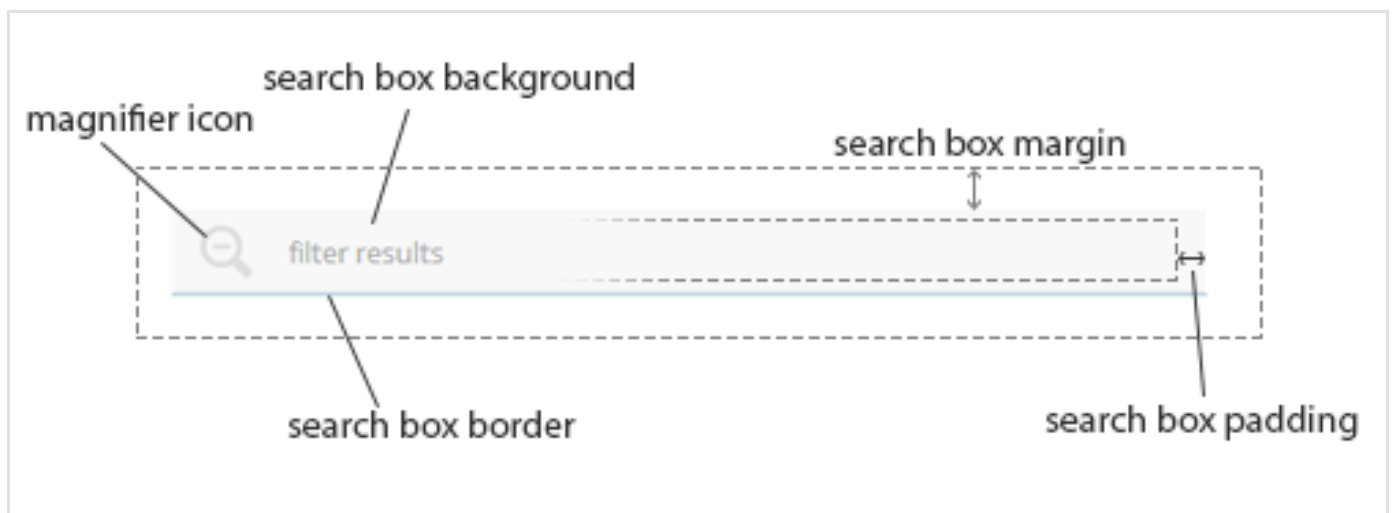 search box background
magnifier icon
search box margin
filter results
search box border
search box padding